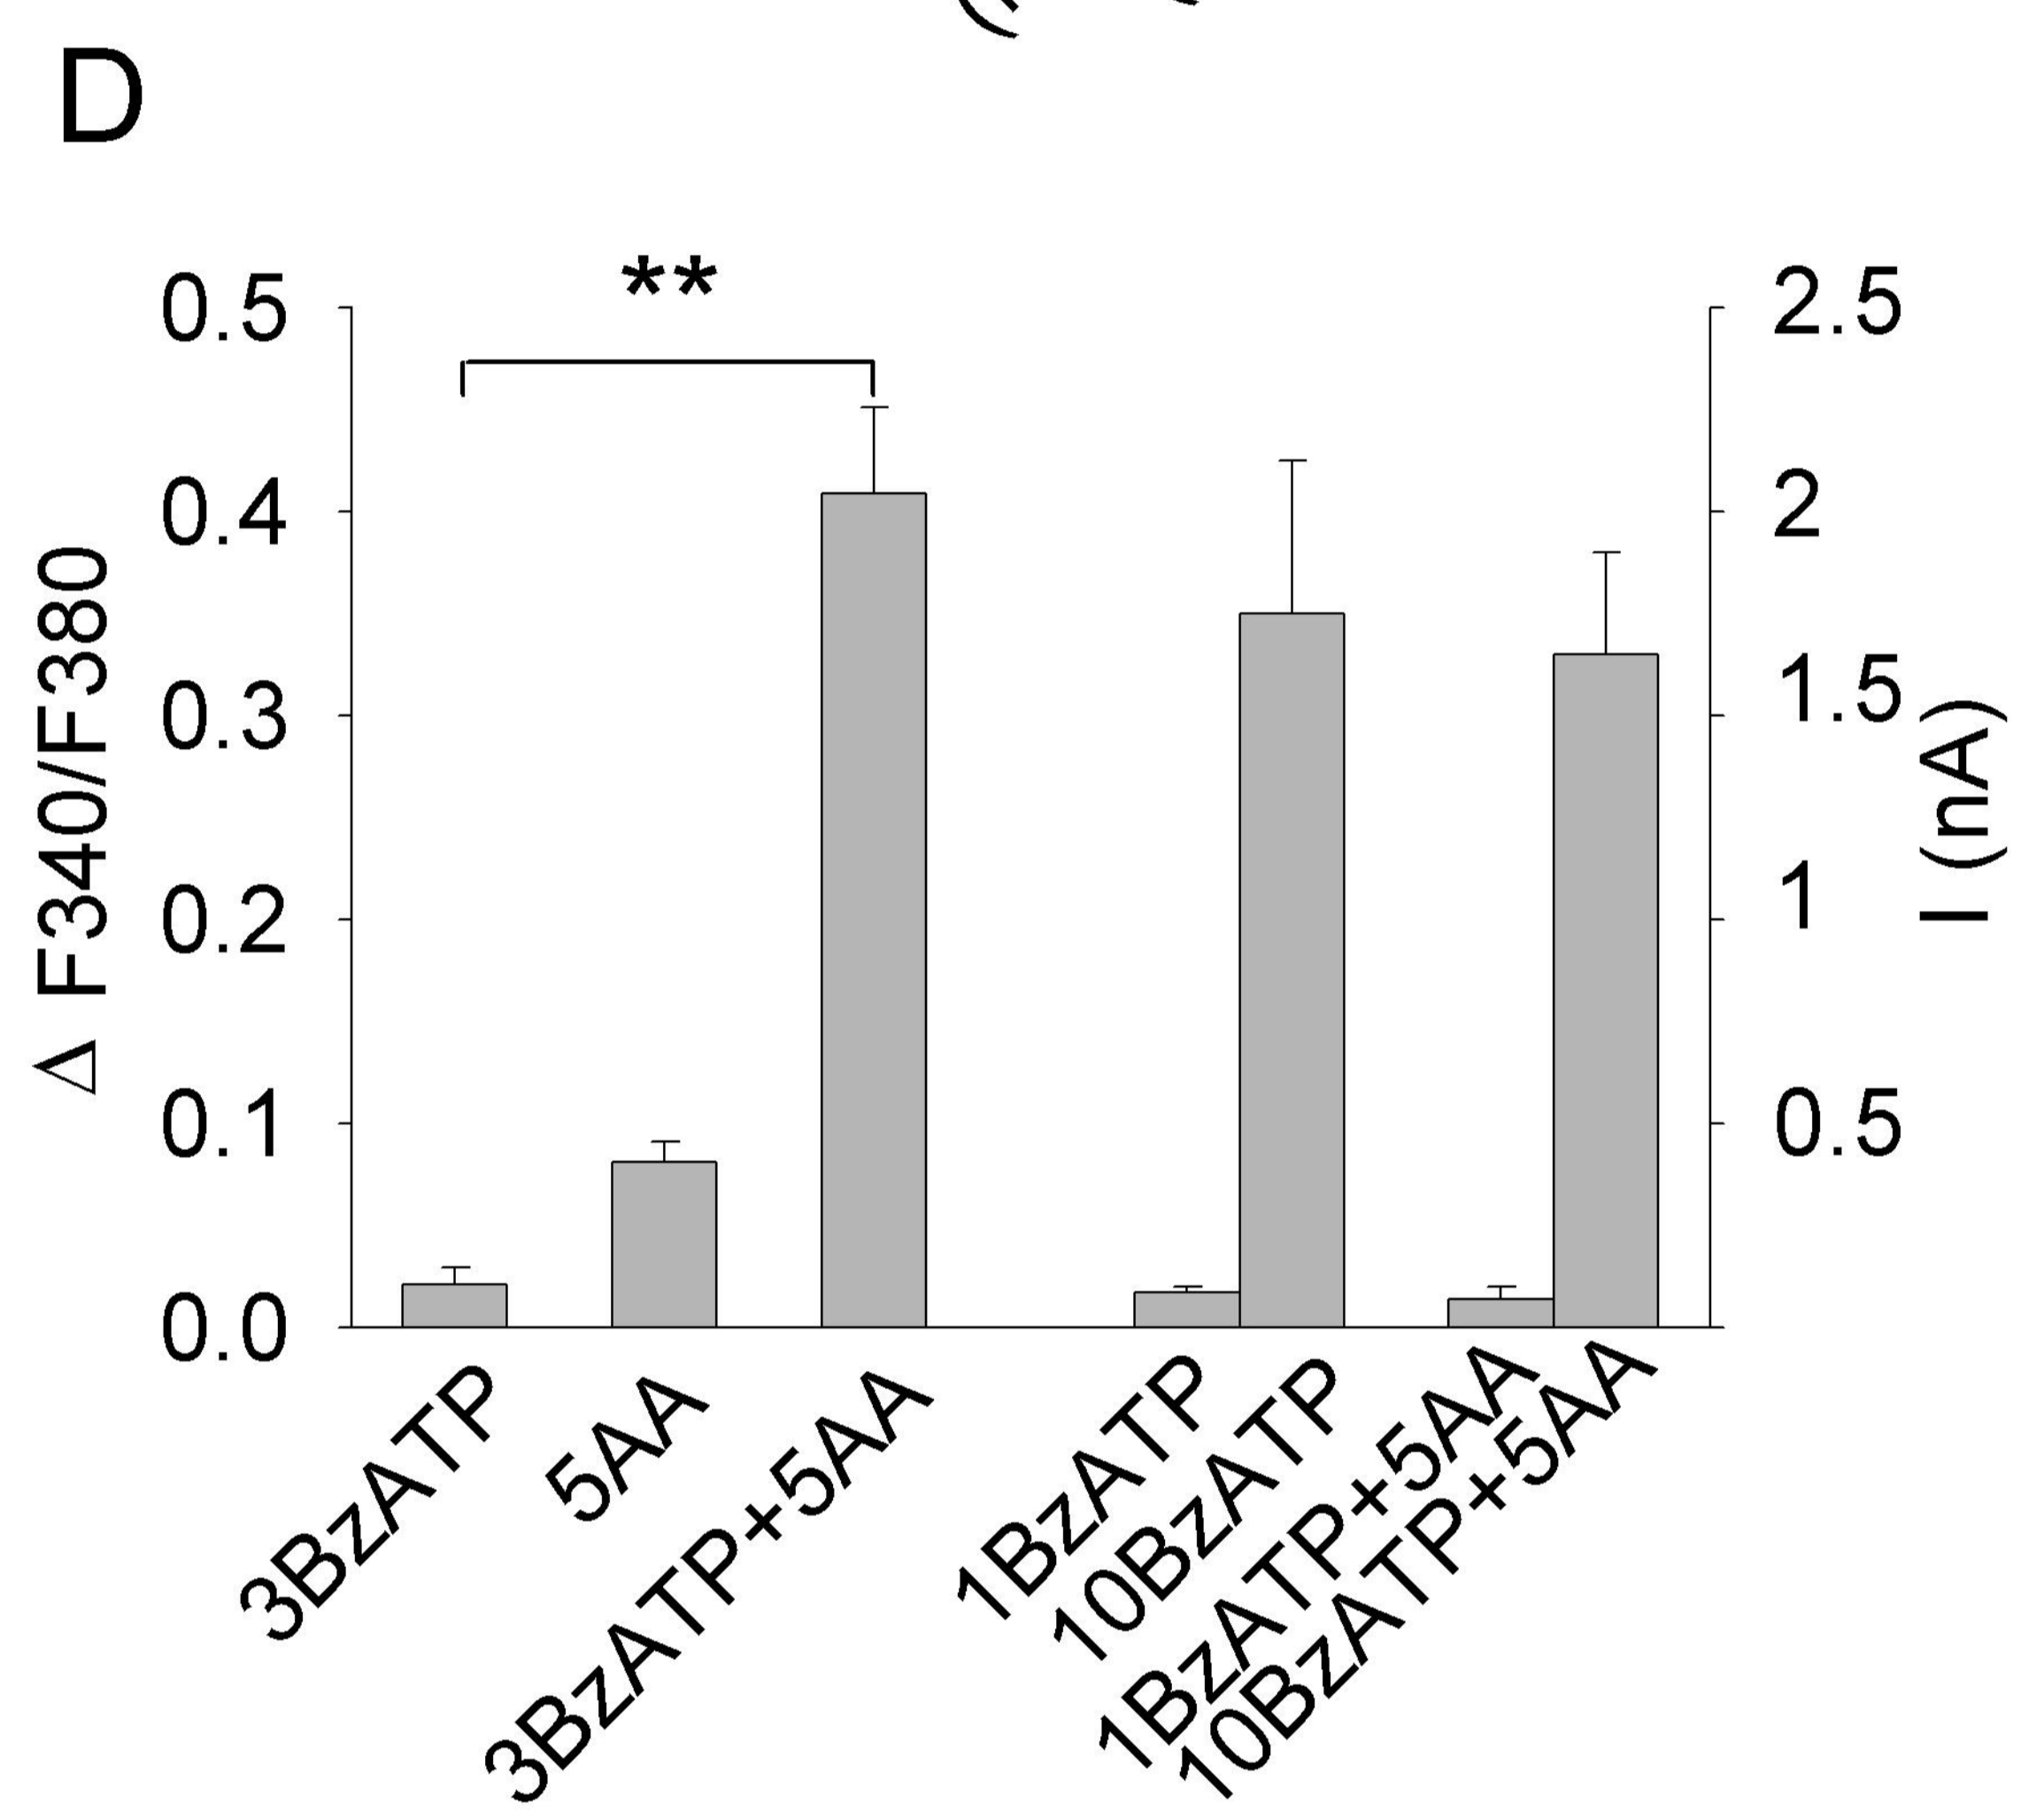 D
**
0.5
0.4
0.3
0.2
0.1
0.0
Δ F340/F380
2.5
2
1.5
1
0.5
I (nA)
3BzATP
5AA
3BzATP+5AA
1BzATP
10BzATP
1BzATP+5AA
10BzATP+5AA